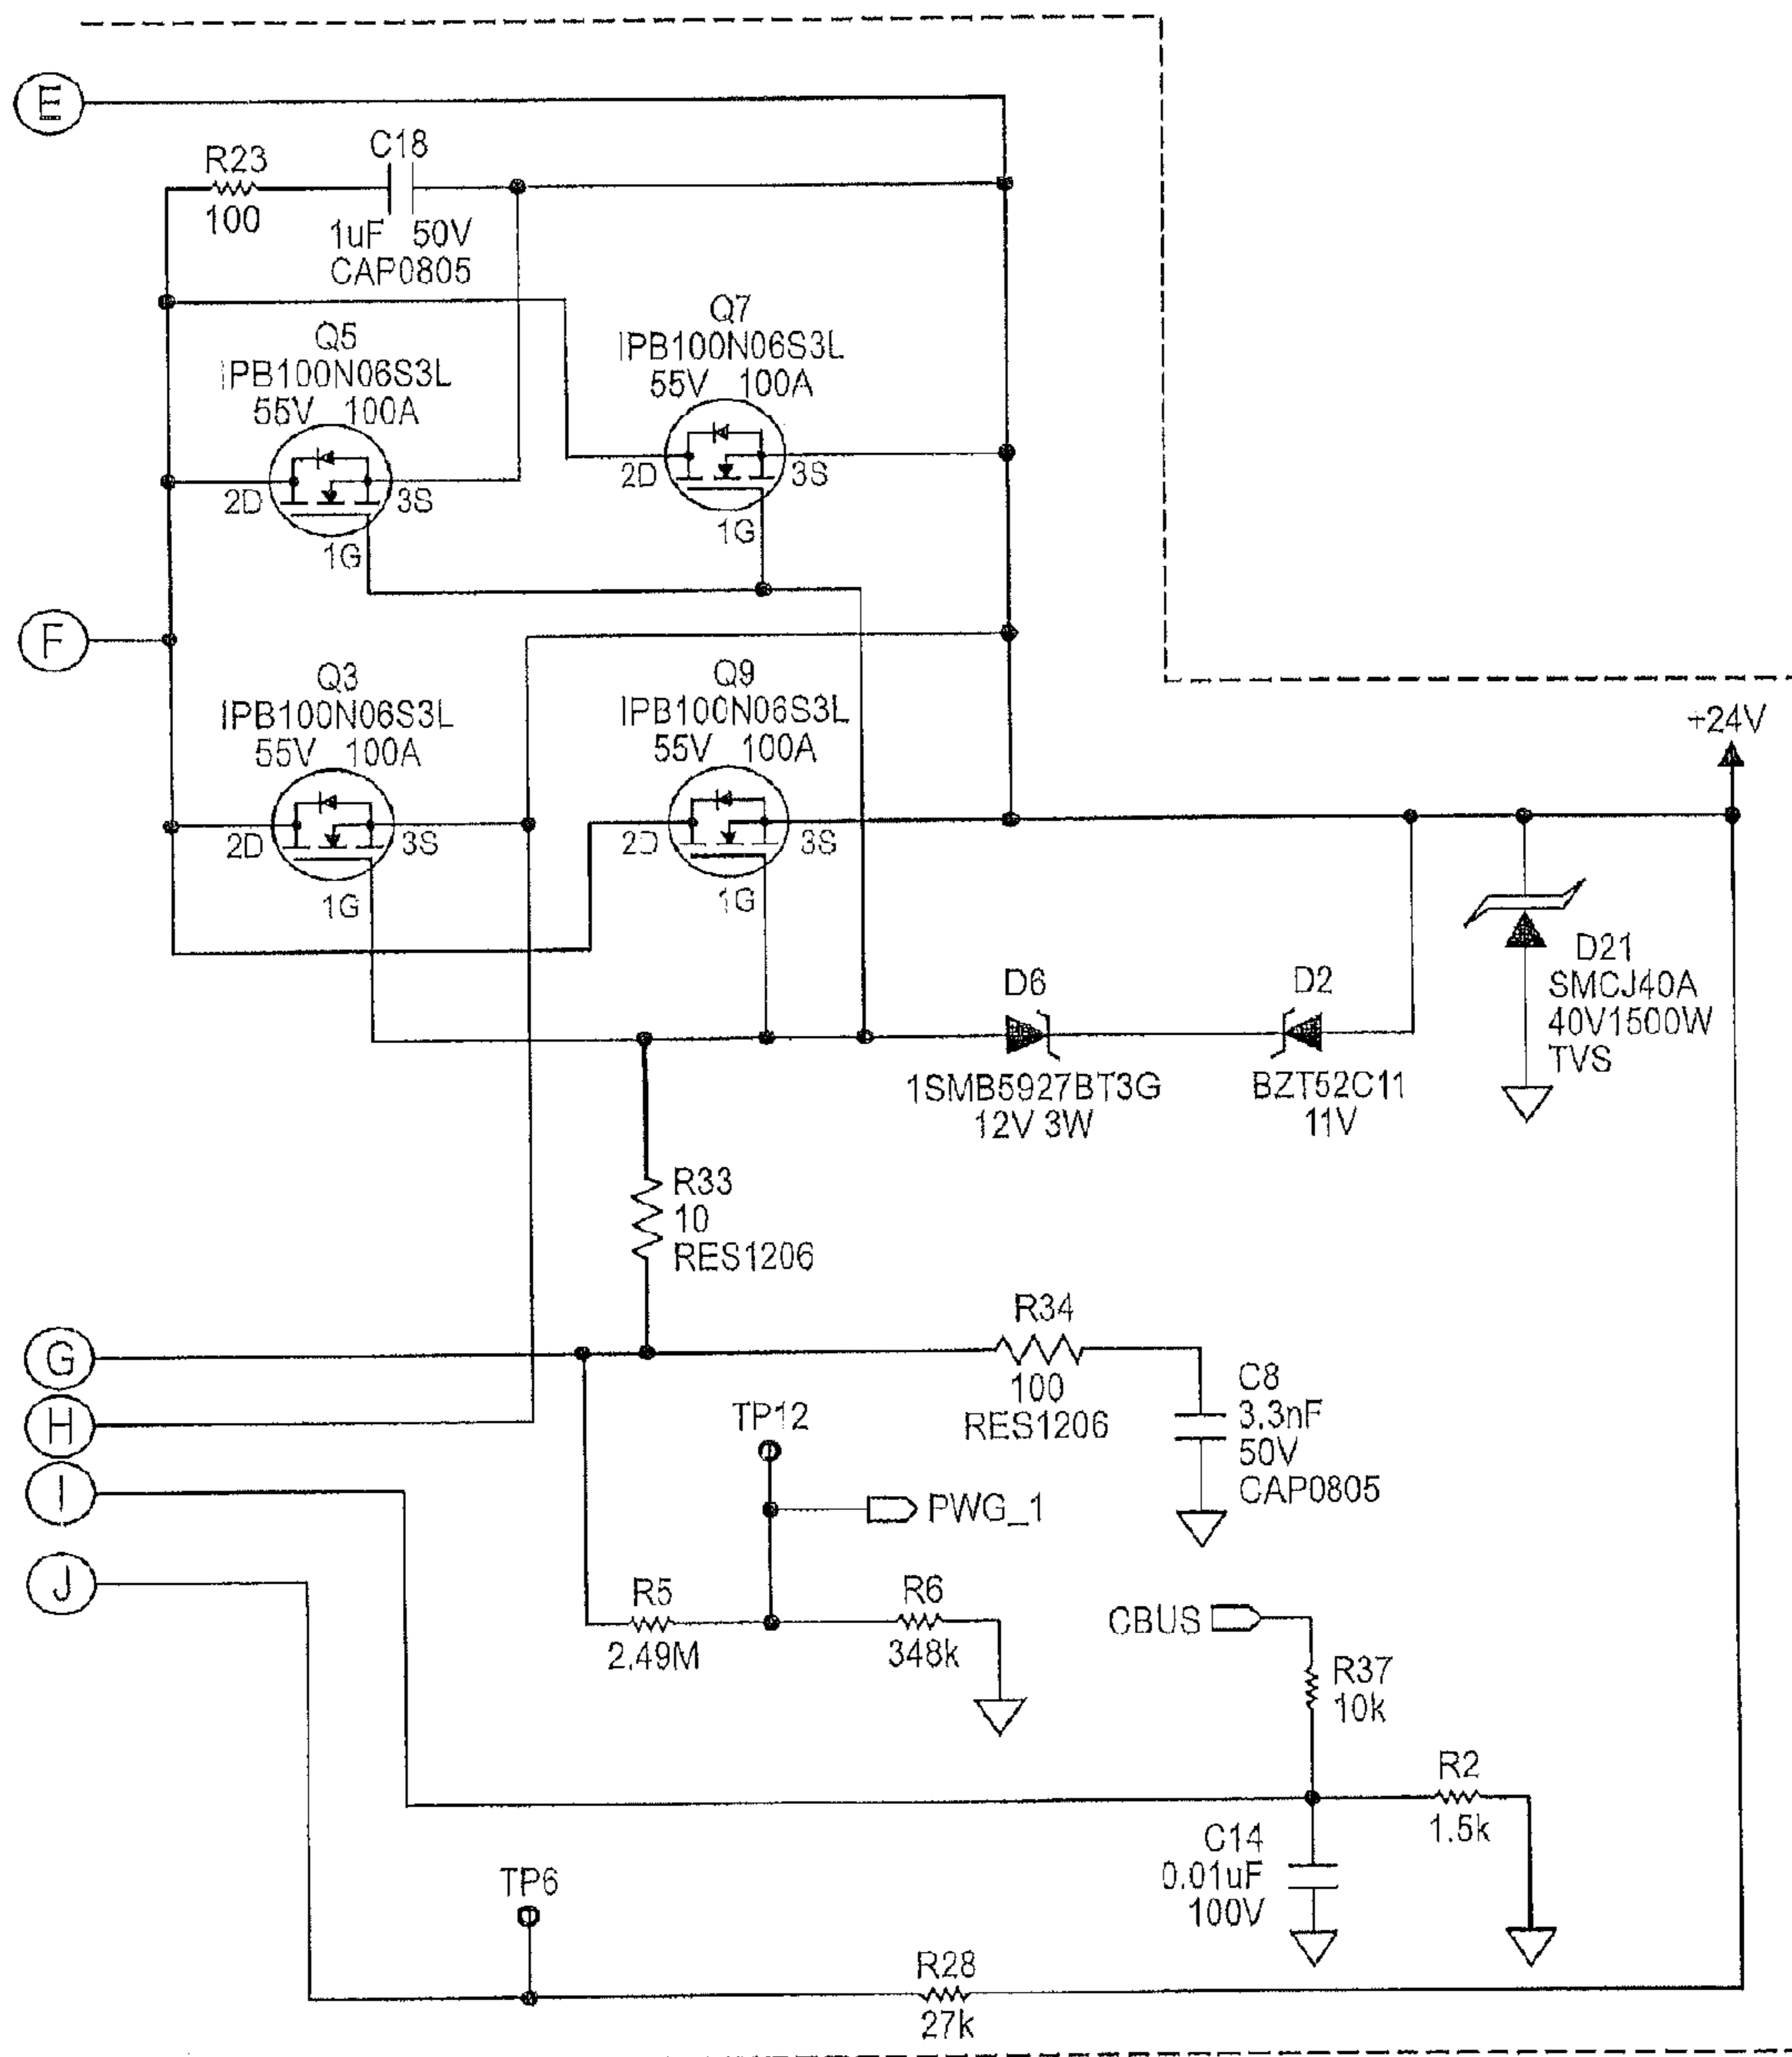 E
R23
100
C18
1uF 50V
CAP0805
Q5
IPB100N06S3L
55V 100A
2D
3S
1G
Q7
IPB100N06S3L
55V 100A
2D
3S
1G
F
Q3
IPB100N06S3L
55V 100A
2D
3S
1G
Q9
IPB100N06S3L
55V 100A
2D
3S
1G
+24V
D6
1SMB5927BT3G
12V 3W
D2
BZT52C11
11V
D21
SMCJ40A
40V1500W
TVS
R33
10
RES1206
G
H
I
J
R34
100
RES1206
C8
3.3nF
50V
CAP0805
TP12
PWG_1
R5
2.49M
R6
348k
CBUS
R37
10k
R2
1.5k
C14
0.01uF
100V
TP6
R28
27k